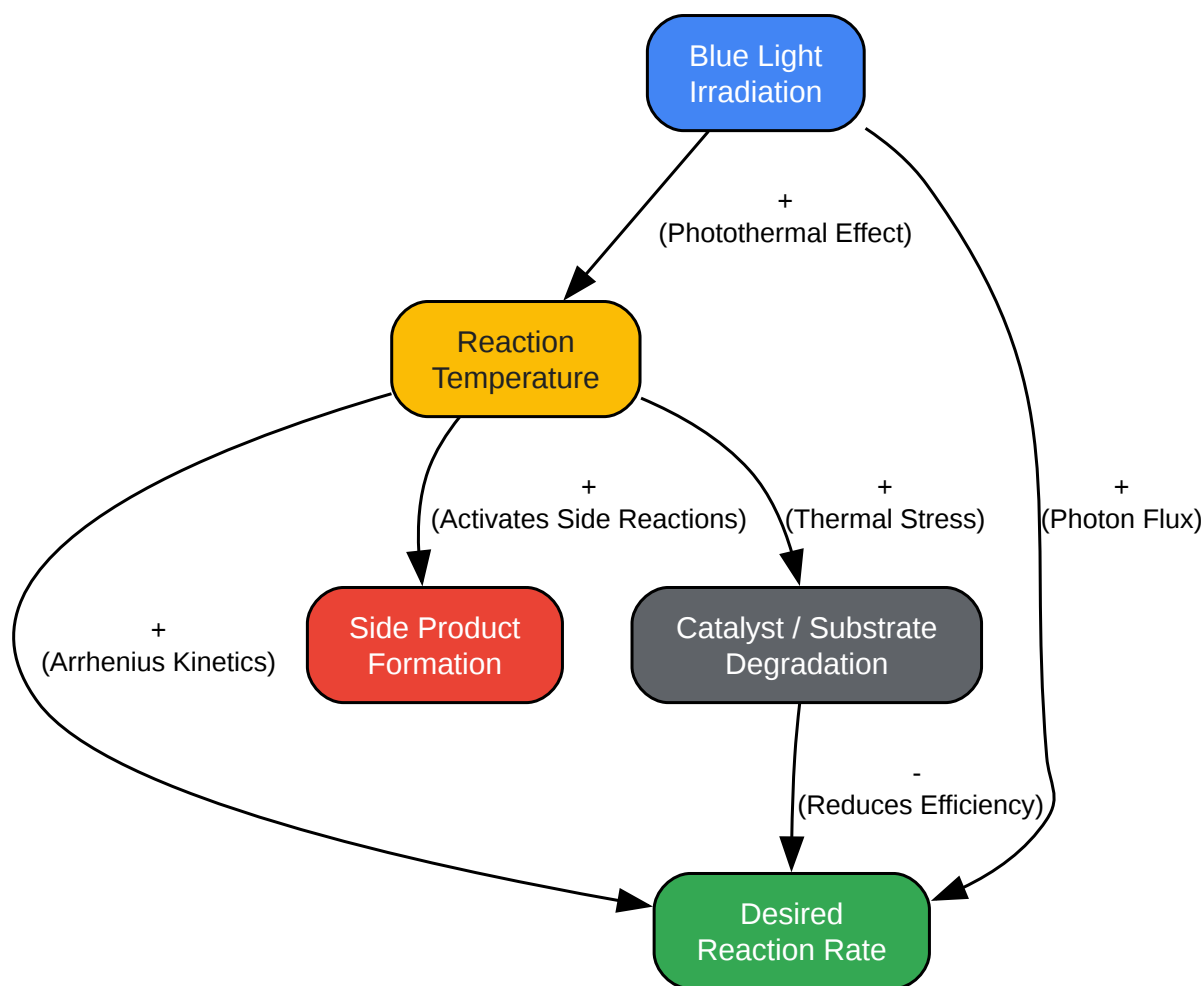 Blue Light
Irradiation
+
(Photothermal Effect)
Reaction
Temperature
+
(Activates Side Reactions)
+
(Thermal Stress)
+
(Photon Flux)
Side Product
Formation
Catalyst / Substrate
Degradation
+
(Arrhenius Kinetics)
-
(Reduces Efficiency)
Desired
Reaction Rate